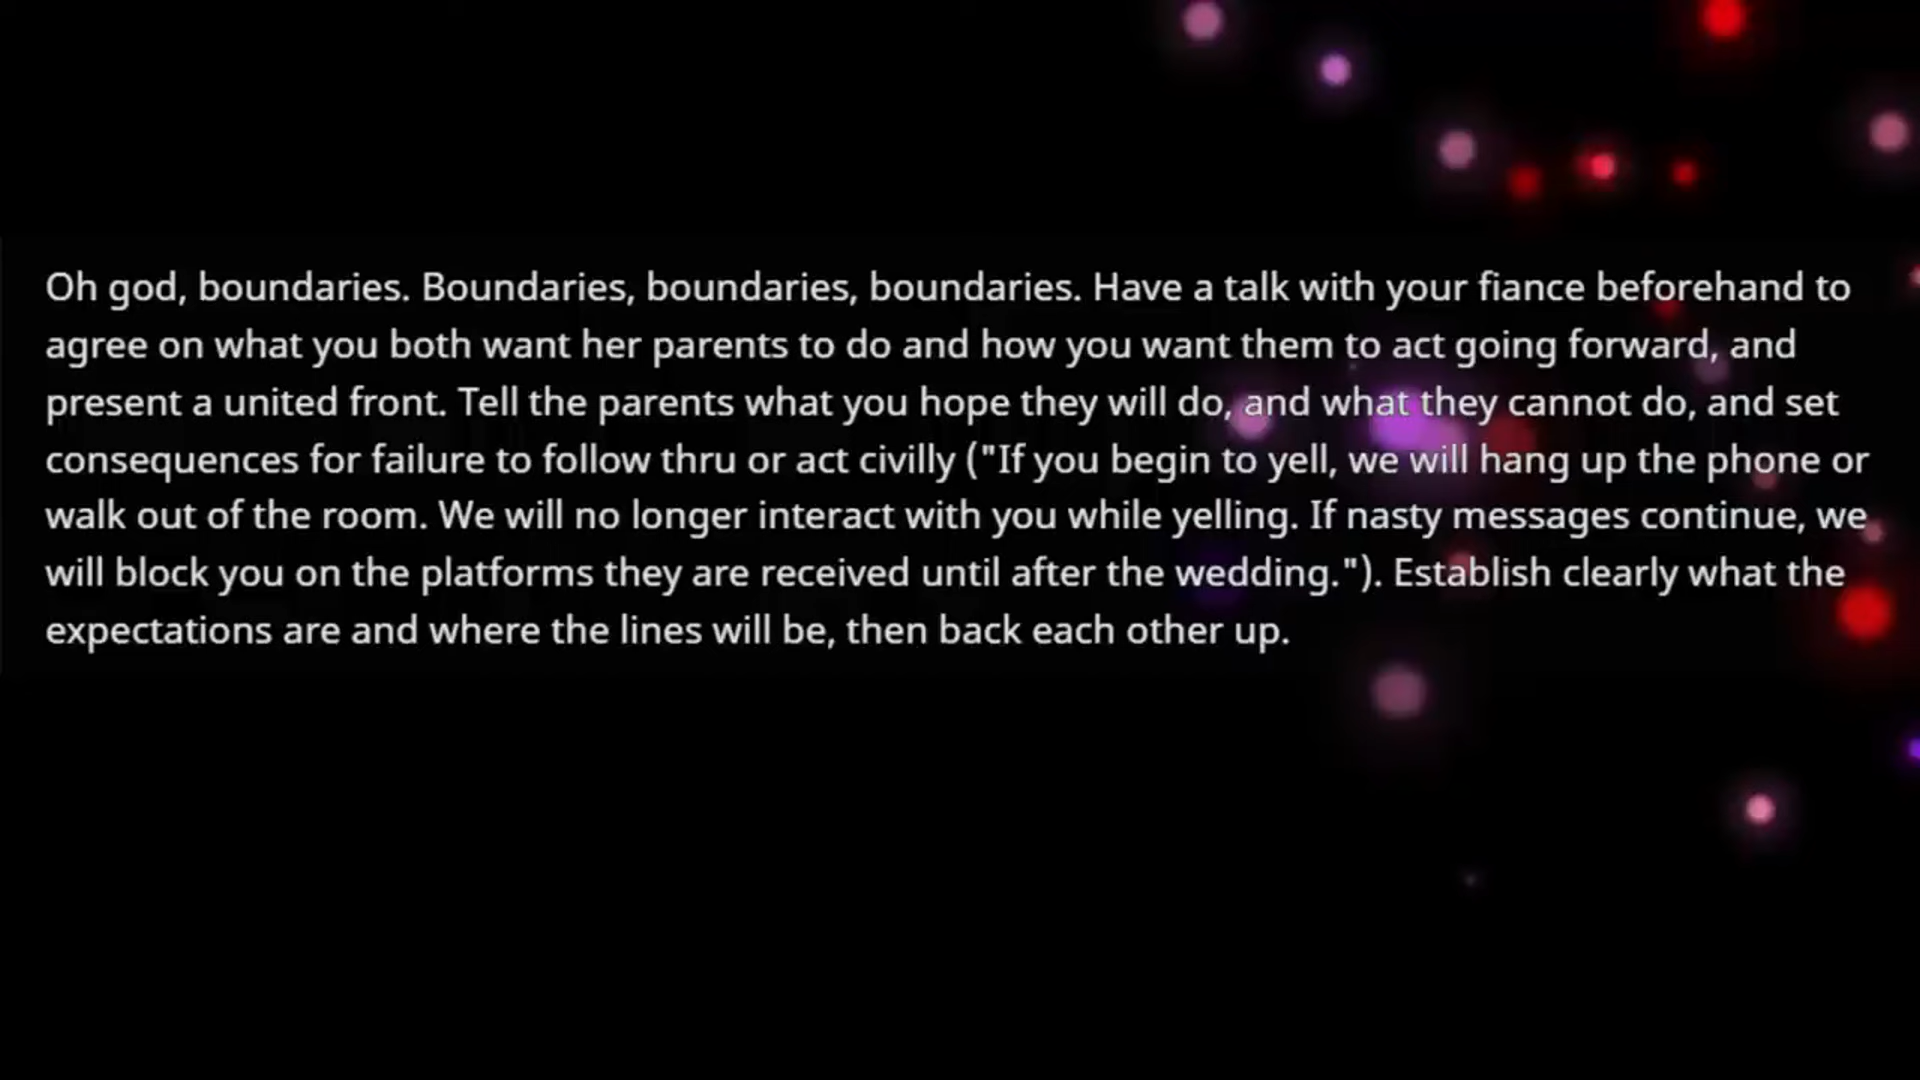 Oh god, boundaries. Boundaries, boundaries, boundaries. Have a talk with your fiance beforehand to
agree on what you both want her parents to do and how you want them to act going forward, and
present a united front. Tell the parents what you hope they will do, and what they cannot do, and set
consequences for failure to follow thru or act civilly ("If you begin to yell, we will hang up the phone or
walk out of the room. We will no longer interact with you while yelling. If nasty messages continue, we
will block you on the platforms they are received until after the wedding."). Establish clearly what the
expectations are and where the lines will be, then back each other up.